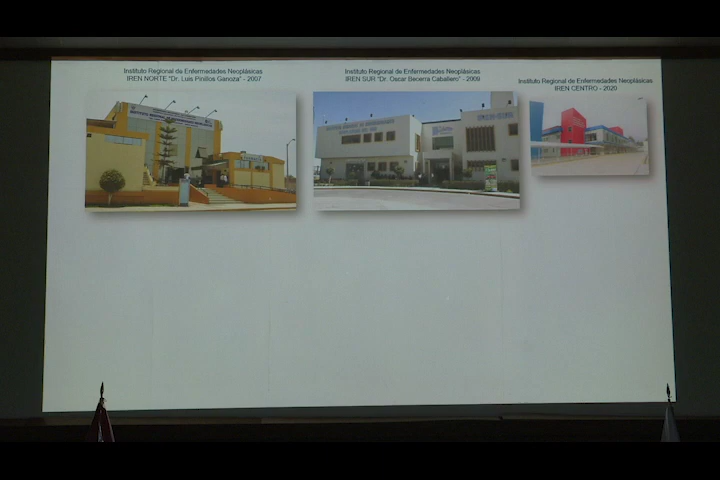 Instituto Regional de Enfermedades Neoplásicas
IREN NORTE "Dr. Luis Pinillos Ganoza" - 2007
Instituto Regional de Enfermedades Neoplásicas
IREN SUR "Dr. Oscar Becerra Caballero" - 2009
Instituto Regional de Enfermedades Neoplásicas
IREN CENTRO - 2020